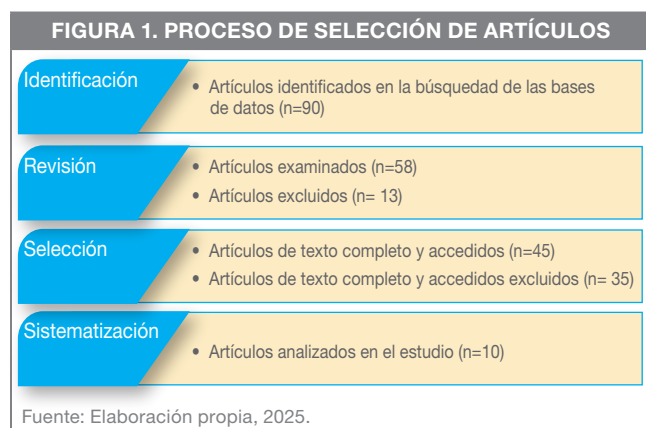 FIGURA 1. PROCESO DE SELECCIÓN DE ARTÍCULOS
Identificación
• Artículos identificados en la búsquedad de las bases
de datos (n=90)
Revisión
• Artículos examinados (n=58)
• Artículos excluidos (n= 13)
Selección
• Artículos de texto completo y accedidos (n=45)
• Artículos de texto completo y accedidos excluidos (n= 35)
Sistematización
• Artículos analizados en el estudio (n=10)
Fuente: Elaboración propia, 2025.